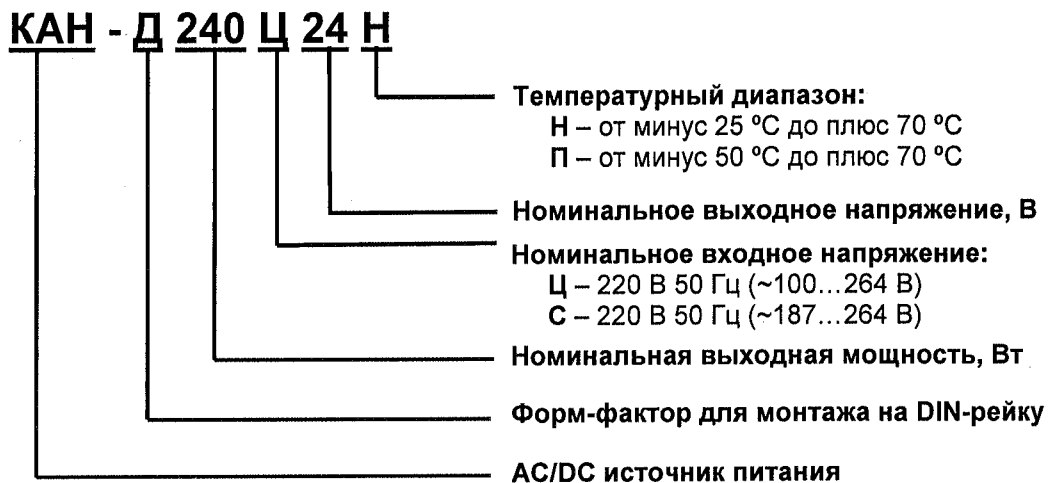 КАН - Д 240 Ц 24 Н
Температурный диапазон:
Н – от минус 25 ºС до плюс 70 ºС
П – от минус 50 ºС до плюс 70 ºС
Номинальное выходное напряжение, В
Номинальное входное напряжение:
Ц – 220 В 50 Гц (~100...264 В)
С – 220 В 50 Гц (~187...264 В)
Номинальная выходная мощность, Вт
Форм-фактор для монтажа на DIN-рейку
AC/DC источник питания